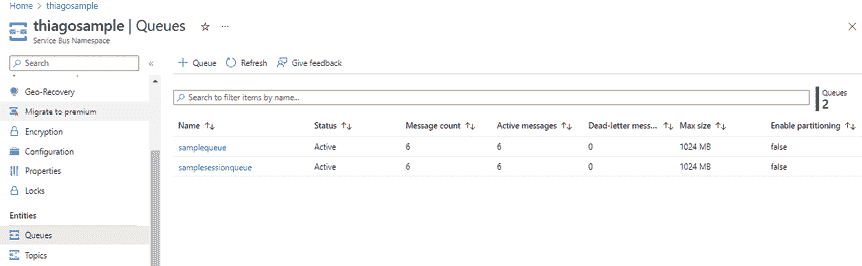 Home > thiagosample >
thiagosample | Queues ☆ ...
Service Bus Namespace
Search «
Geo-Recovery
Migrate to premium
Encryption
Configuration
Properties
Locks
Entities
Queues
Topics
+ Queue Refresh Give feedback
Search to filter items by name...
Queues
2
Name ↑↓ Status ↑↓ Message count ↑↓ Active messages ↑↓ Dead-letter mess... ↑↓ Max size ↑↓ Enable partitioning ↑↓
samplequeue Active 6 6 0 1024 MB false
samplesessionqueue Active 6 6 0 1024 MB false